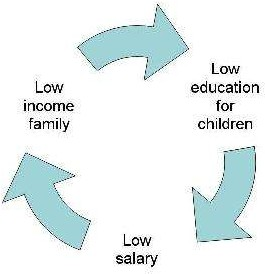 Low
income
family
Low
education
for
children
Low
salary